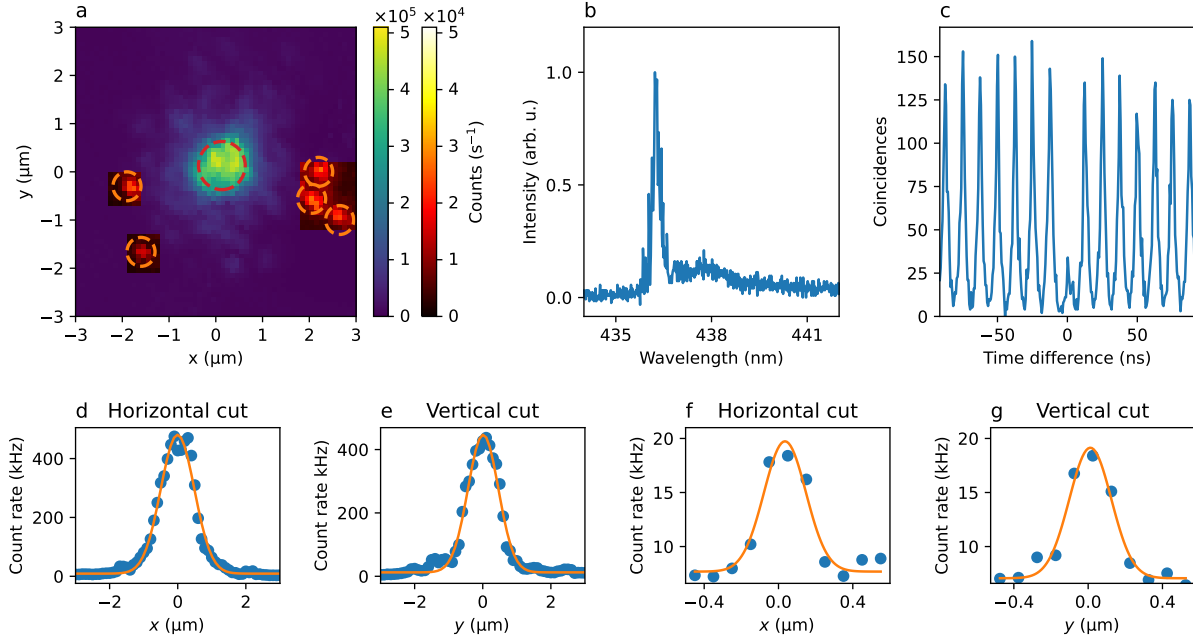 a
×10⁵ ×10⁴
3
2
1
0
−1
−2
−3
y (µm)
−3 −2 −1 0 1 2 3
x (µm)
5
4
3
2
1
0
5
4
3
2
1
0
Counts (s⁻¹)
b
1.0
0.5
0.0
Intensity (arb. u.)
435 438 441
Wavelength (nm)
c
150
125
100
75
50
25
0
Coincidences
−50 0 50
Time difference (ns)
d Horizontal cut
400
200
0
Count rate (kHz)
−2 0 2
x (µm)
e Vertical cut
400
200
0
Count rate kHz)
−2 0 2
y (µm)
f Horizontal cut
20
15
10
Count rate (kHz)
−0.4 0.0 0.4
x (µm)
g Vertical cut
20
15
10
Count rate (kHz)
−0.4 0.0 0.4
y (µm)